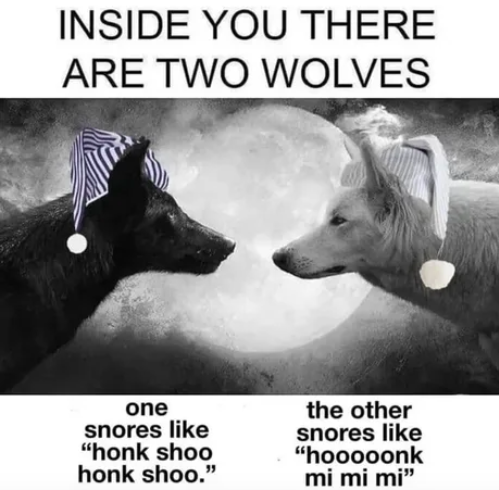 INSIDE YOU THERE
ARE TWO WOLVES
one
snores like
“honk shoo
honk shoo.”
the other
snores like
“hooooonk
mi mi mi”